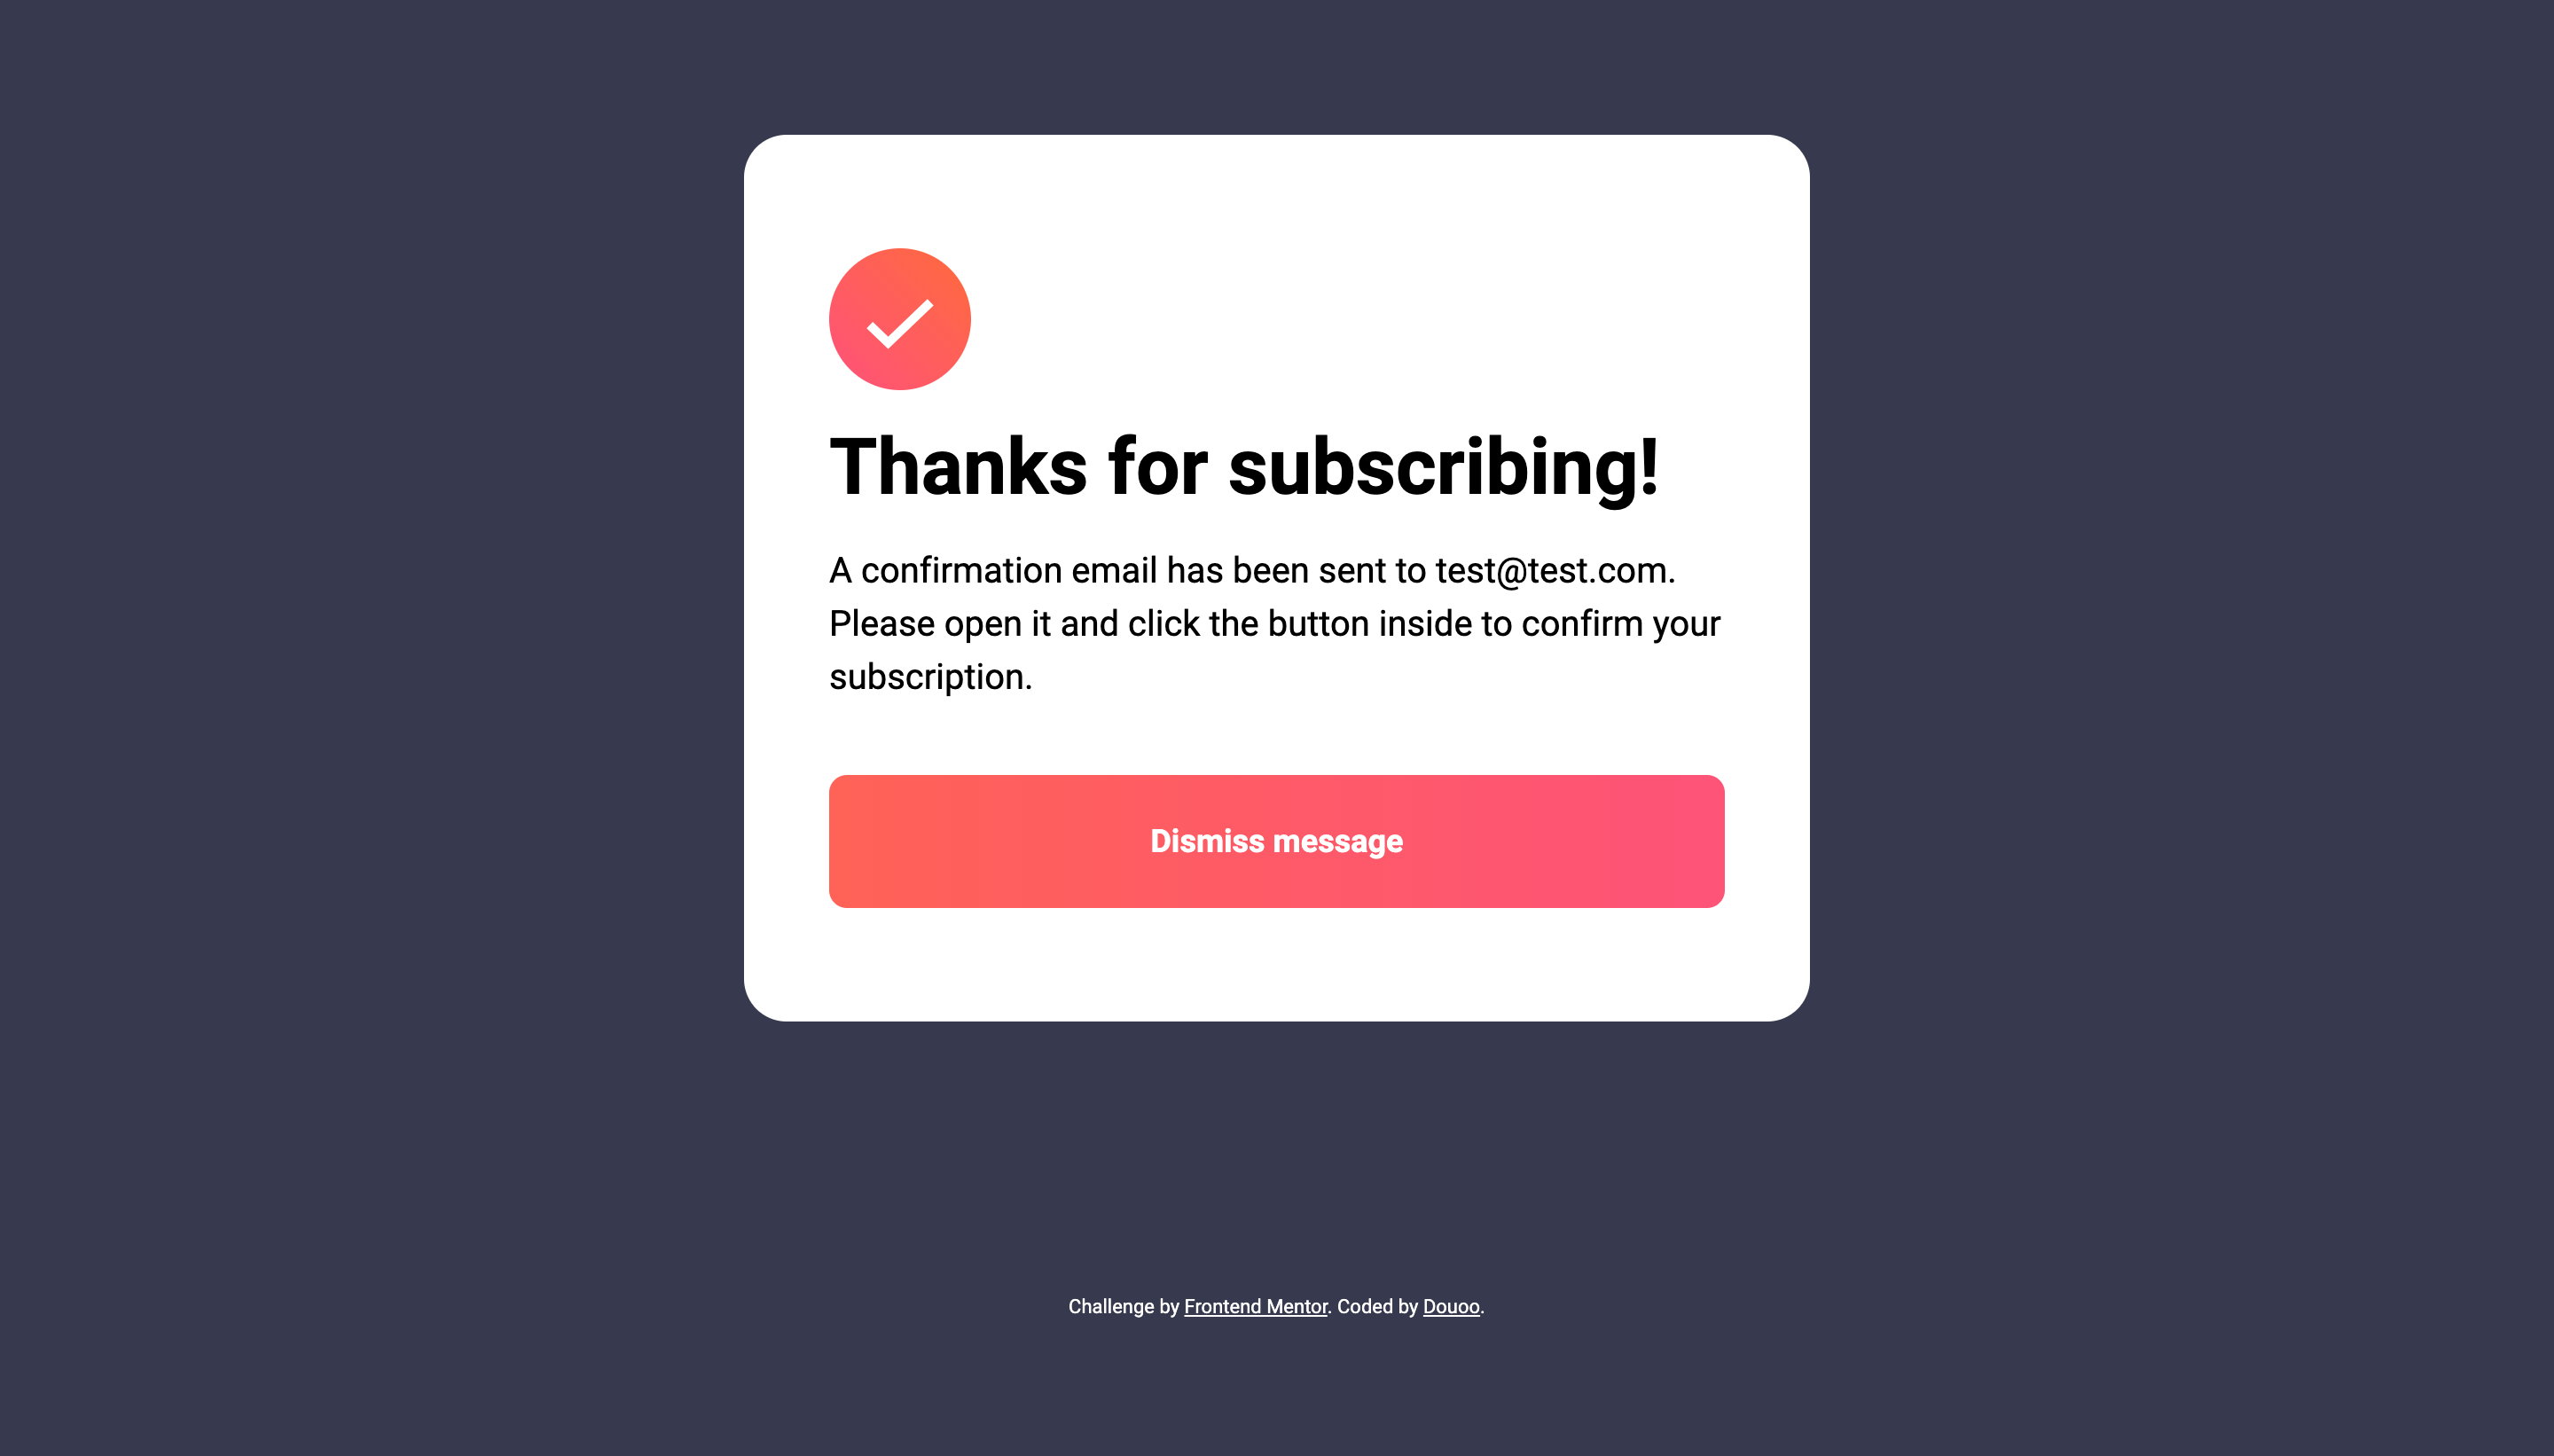 Thanks for subscribing!
A confirmation email has been sent to test@test.com.
Please open it and click the button inside to confirm your
subscription.
Dismiss message
Challenge by Frontend Mentor. Coded by Douoo.